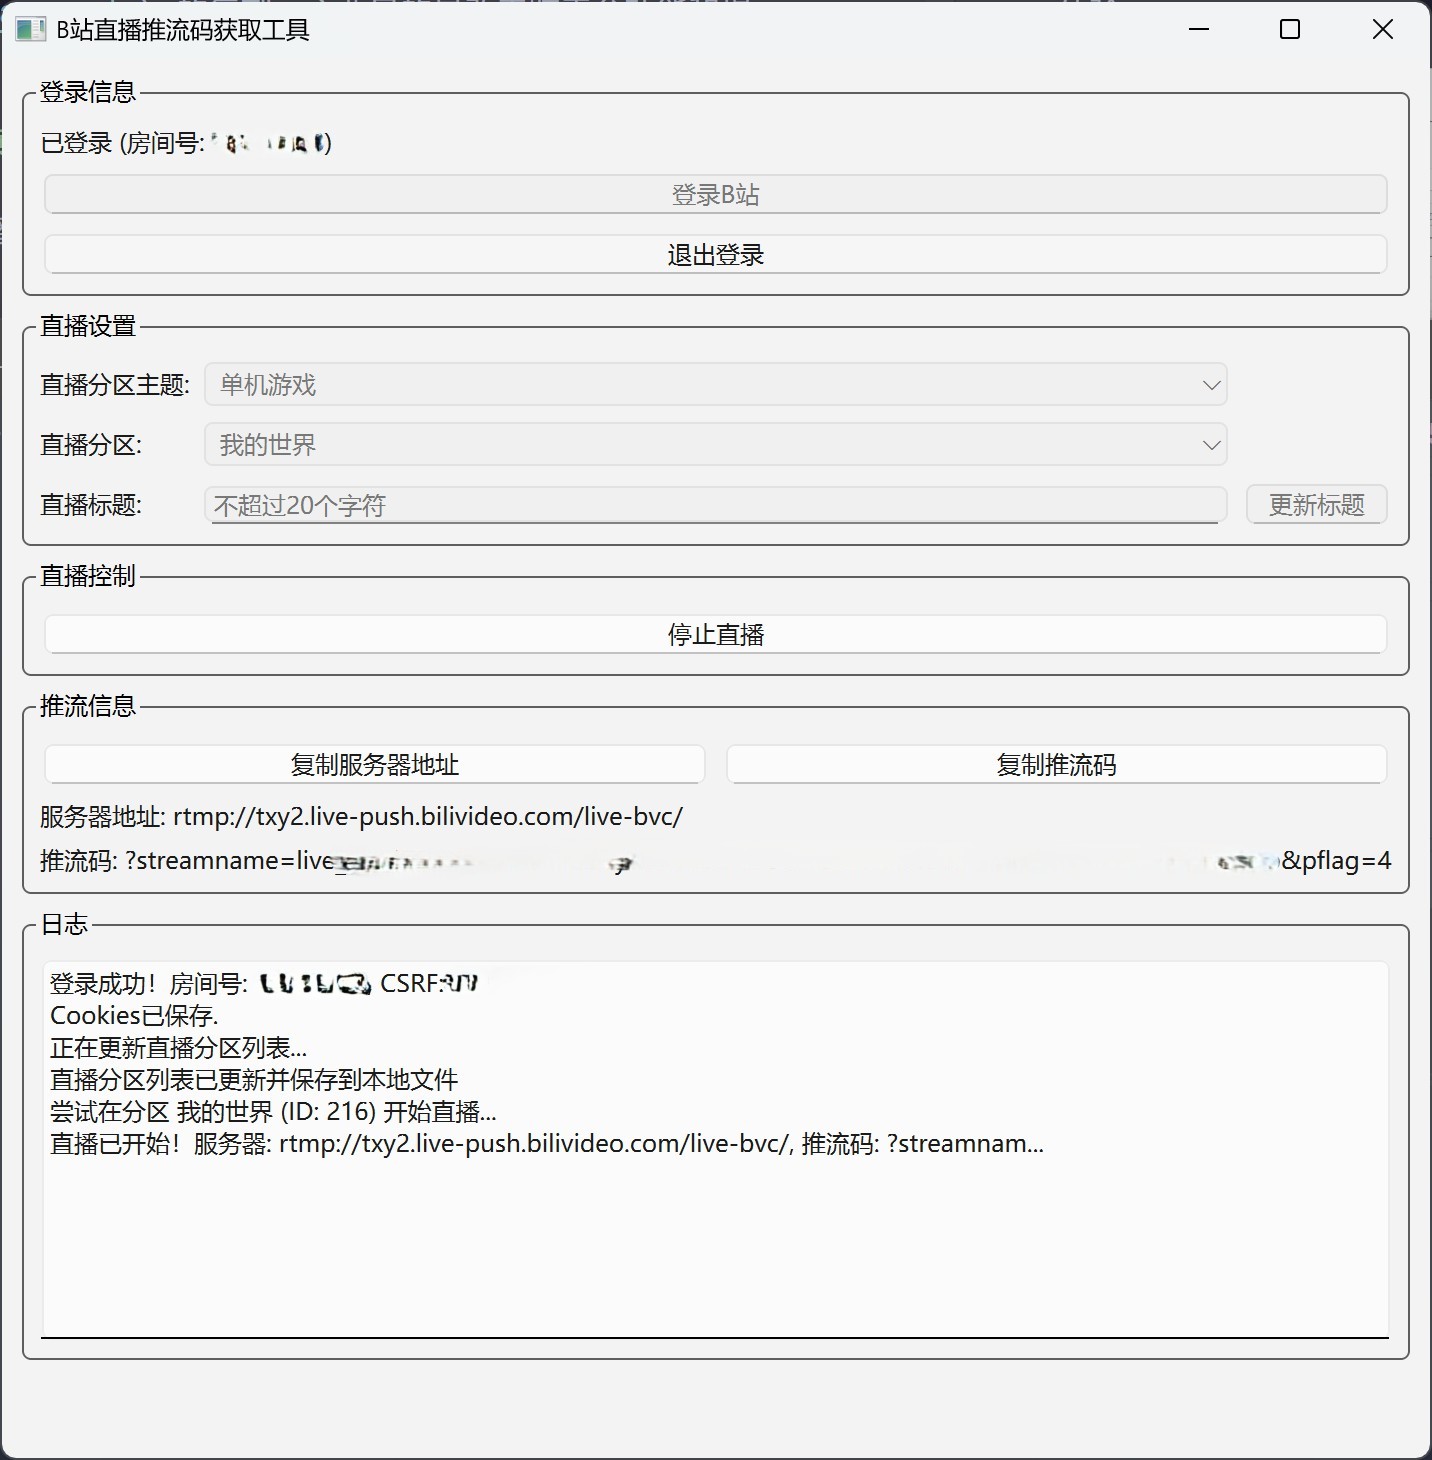 B站直播推流码获取工具
登录信息
已登录 (房间号: )
登录B站
退出登录
直播设置
直播分区主题: 单机游戏
直播分区: 我的世界
直播标题: 不超过20个字符 更新标题
直播控制
停止直播
推流信息
复制服务器地址 复制推流码
服务器地址: rtmp://txy2.live-push.bilivideo.com/live-bvc/
推流码: ?streamname=live &pflag=4
日志
登录成功！房间号: CSRF:
Cookies已保存.
正在更新直播分区列表...
直播分区列表已更新并保存到本地文件
尝试在分区 我的世界 (ID: 216) 开始直播...
直播已开始！服务器: rtmp://txy2.live-push.bilivideo.com/live-bvc/, 推流码: ?streamnam...